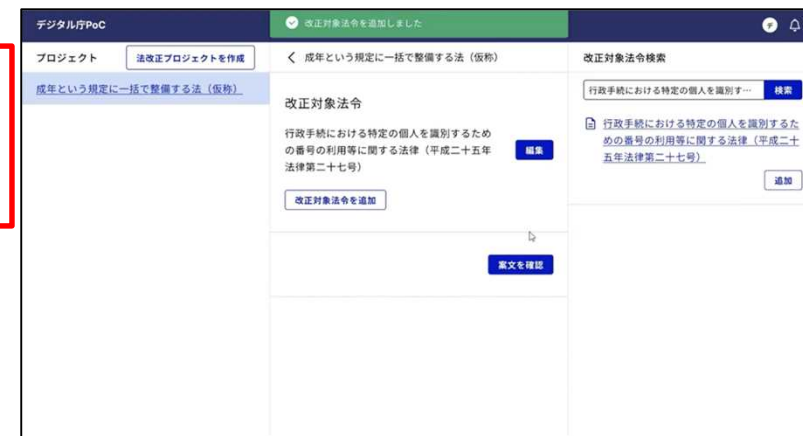 デジタル庁PoC
改正対象法令を追加しました
デ
プロジェクト
法改正プロジェクトを作成
成年という規定に一括で整備する法（仮称）
成年という規定に一括で整備する法（仮称）
改正対象法令
行政手続における特定の個人を識別するため
の番号の利用等に関する法律（平成二十五年
法律第二十七号）
編集
改正対象法令を追加
案文を確認
改正対象法令検索
行政手続における特定の個人を識別す…
検索
行政手続における特定の個人を識別するた
めの番号の利用等に関する法律（平成二十
五年法律第二十七号）
追加